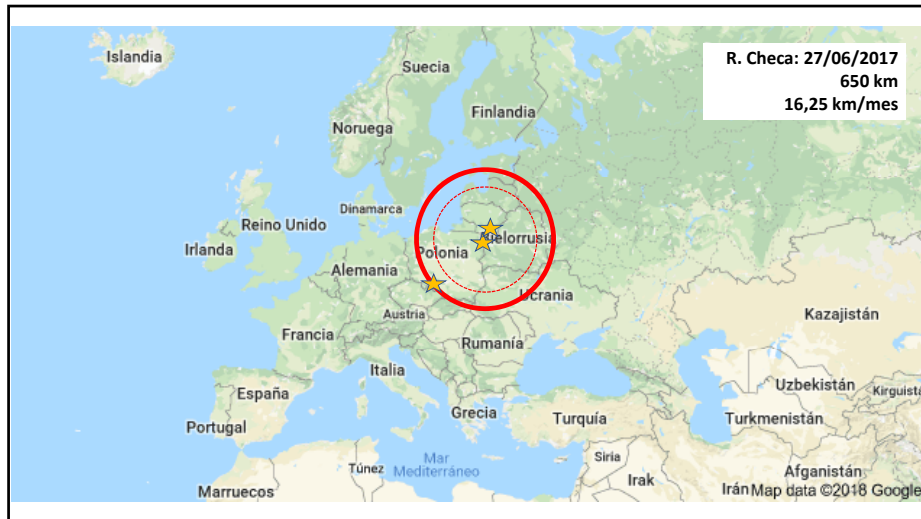 Islandia
Suecia
R. Checa: 27/06/2017
650 km
16,25 km/mes
Finlandia
Noruega
Dinamarca
Reino Unido
Irlanda
Polonia
ielorrusia
Alemania
Ucrania
Austria
Kazajistán
Francia
Rumanía
Italia
Uzbekistán
Kirguist
España
Grecia
Turquía
Turkmenistán
Portugal
Mar
Mediterráneo
Túnez
Siria
Irak
Afganistán
Marruecos
Irán Map data ©2018 Google